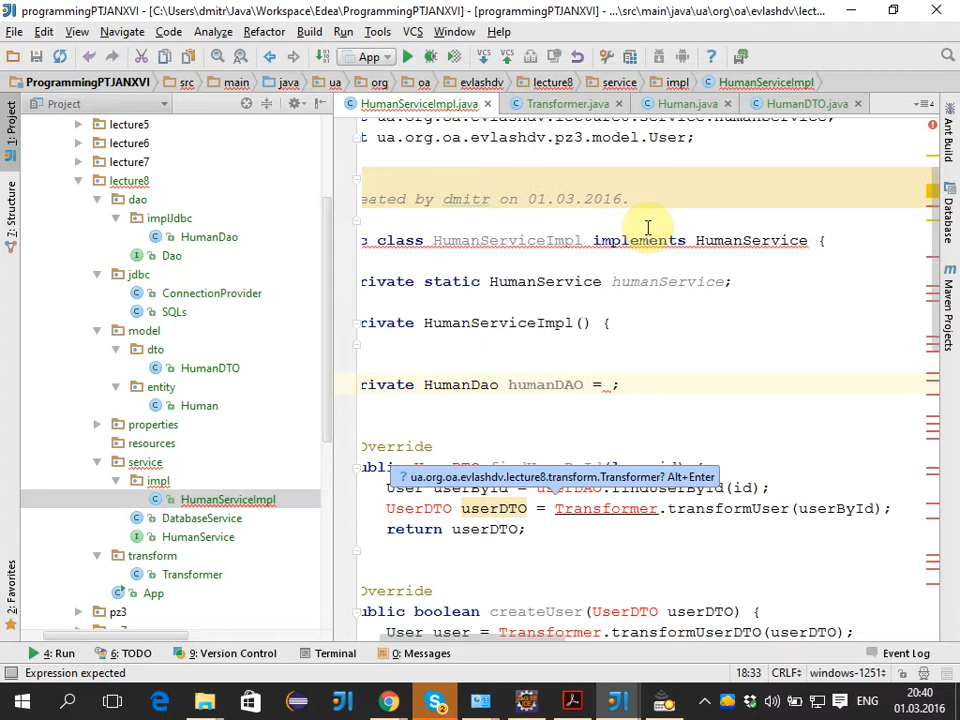 programmingPTJANXVI - [C:\Users\dmitr\Java\Workspace\Edea\programmingPTJANXVI] - [programmingPTJANXVI] - ...\src\main\java\ua\org\oa\evlashdv\lect...
File Edit View Navigate Code Analyze Refactor Build Run Tools VCS Window Help
App
ProgrammingPTJANXVI src main java ua org oa evlashdv lecture8 service impl HumanServiceImpl
Project
HumanServiceImpl.java Transformer.java Human.java HumanDTO.java
1: Project
7: Structure
2: Favorites
lecture5
lecture6
lecture7
lecture8
dao
implJdbc
HumanDao
Dao
jdbc
ConnectionProvider
SQLs
model
dto
HumanDTO
entity
Human
properties
resources
service
impl
HumanServiceImpl
DatabaseService
HumanService
transform
Transformer
App
pz3
t ua.org.oa.evlashdv.pz3.model.User;
eated by dmitr on 01.03.2016.
c class HumanServiceImpl implements HumanService {
rivate static HumanService humanService;
rivate HumanServiceImpl() {
rivate HumanDao humanDAO = ;
Override
? ua.org.oa.evlashdv.lecture8.transform.Transformer? Alt+Enter
User userById = userDAO.findUserById(id);
UserDTO userDTO = Transformer.transformUser(userById);
return userDTO;
Override
ublic boolean createUser(UserDTO userDTO) {
User user = Transformer.transformUserDTO(userDTO);
Ant Build
Database
Maven Projects
4: Run 6: TODO 9: Version Control Terminal 0: Messages Event Log
Expression expected 18:33 CRLF windows-1251
ENG 20:40
01.03.2016